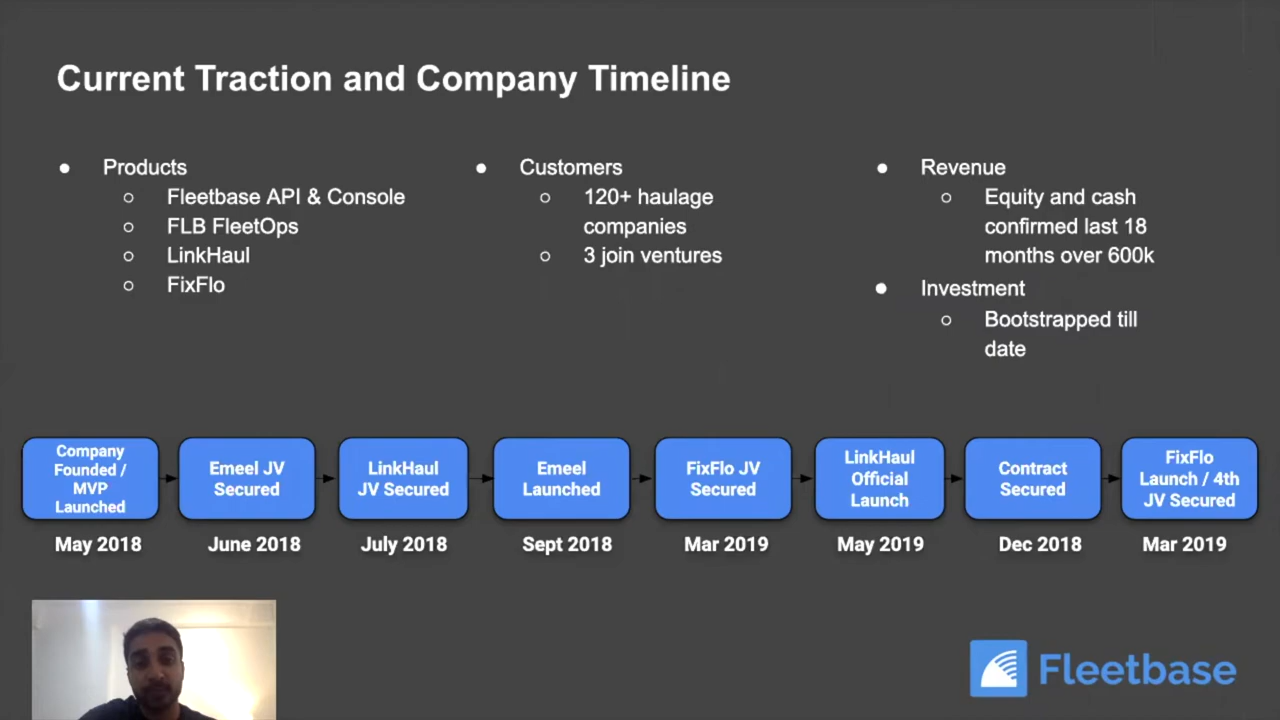 Current Traction and Company Timeline
Products
Fleetbase API & Console
FLB FleetOps
LinkHaul
FixFlo
Customers
120+ haulage
companies
3 join ventures
Revenue
Equity and cash
confirmed last 18
months over 600k
Investment
Bootstrapped till
date
Company
Founded /
MVP
Launched
May 2018
Emeel JV
Secured
June 2018
LinkHaul
JV Secured
July 2018
Emeel
Launched
Sept 2018
FixFlo JV
Secured
Mar 2019
LinkHaul
Official
Launch
May 2019
Contract
Secured
Dec 2018
FixFlo
Launch / 4th
JV Secured
Mar 2019
Fleetbase